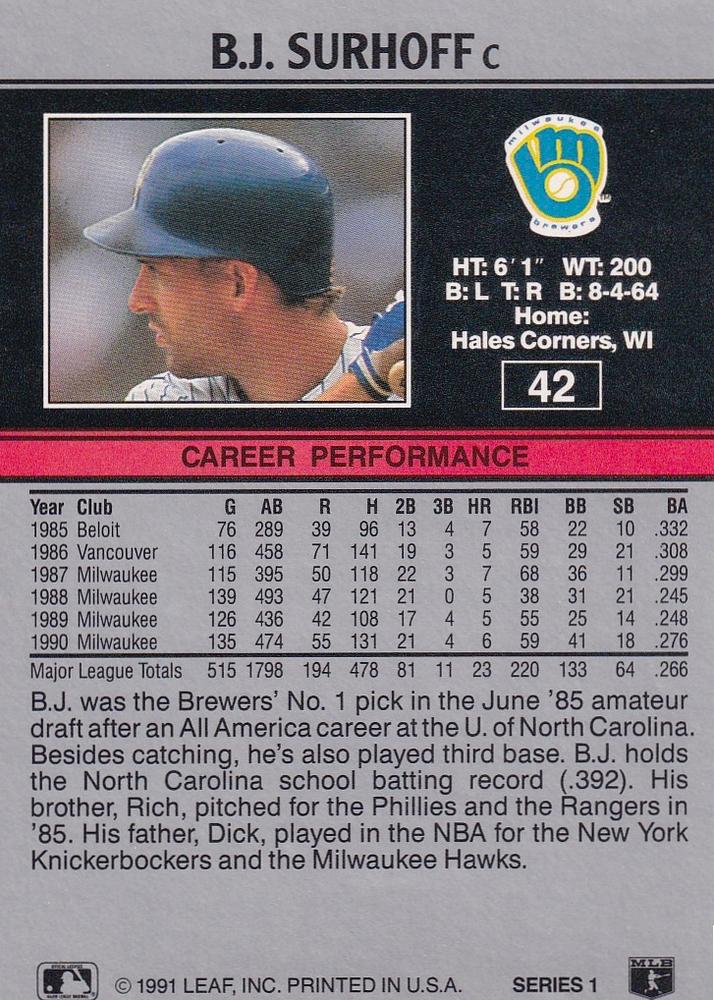 B.J. SURHOFF C
milwaukee
m b
brewers
TM
HT: 6'1" WT: 200
B: L T: R B: 8-4-64
Home:
Hales Corners, WI
42
CAREER PERFORMANCE
Year Club G AB R H 2B 3B HR RBI BB SB BA
1985 Beloit 76 289 39 96 13 4 7 58 22 10 .332
1986 Vancouver 116 458 71 141 19 3 5 59 29 21 .308
1987 Milwaukee 115 395 50 118 22 3 7 68 36 11 .299
1988 Milwaukee 139 493 47 121 21 0 5 38 31 21 .245
1989 Milwaukee 126 436 42 108 17 4 5 55 25 14 .248
1990 Milwaukee 135 474 55 131 21 4 6 59 41 18 .276
Major League Totals 515 1798 194 478 81 11 23 220 133 64 .266
B.J. was the Brewers' No. 1 pick in the June '85 amateur
draft after an All America career at the U. of North Carolina.
Besides catching, he's also played third base. B.J. holds
the North Carolina school batting record (.392). His
brother, Rich, pitched for the Phillies and the Rangers in
'85. His father, Dick, played in the NBA for the New York
Knickerbockers and the Milwaukee Hawks.
© 1991 LEAF, INC. PRINTED IN U.S.A. SERIES 1
MLB